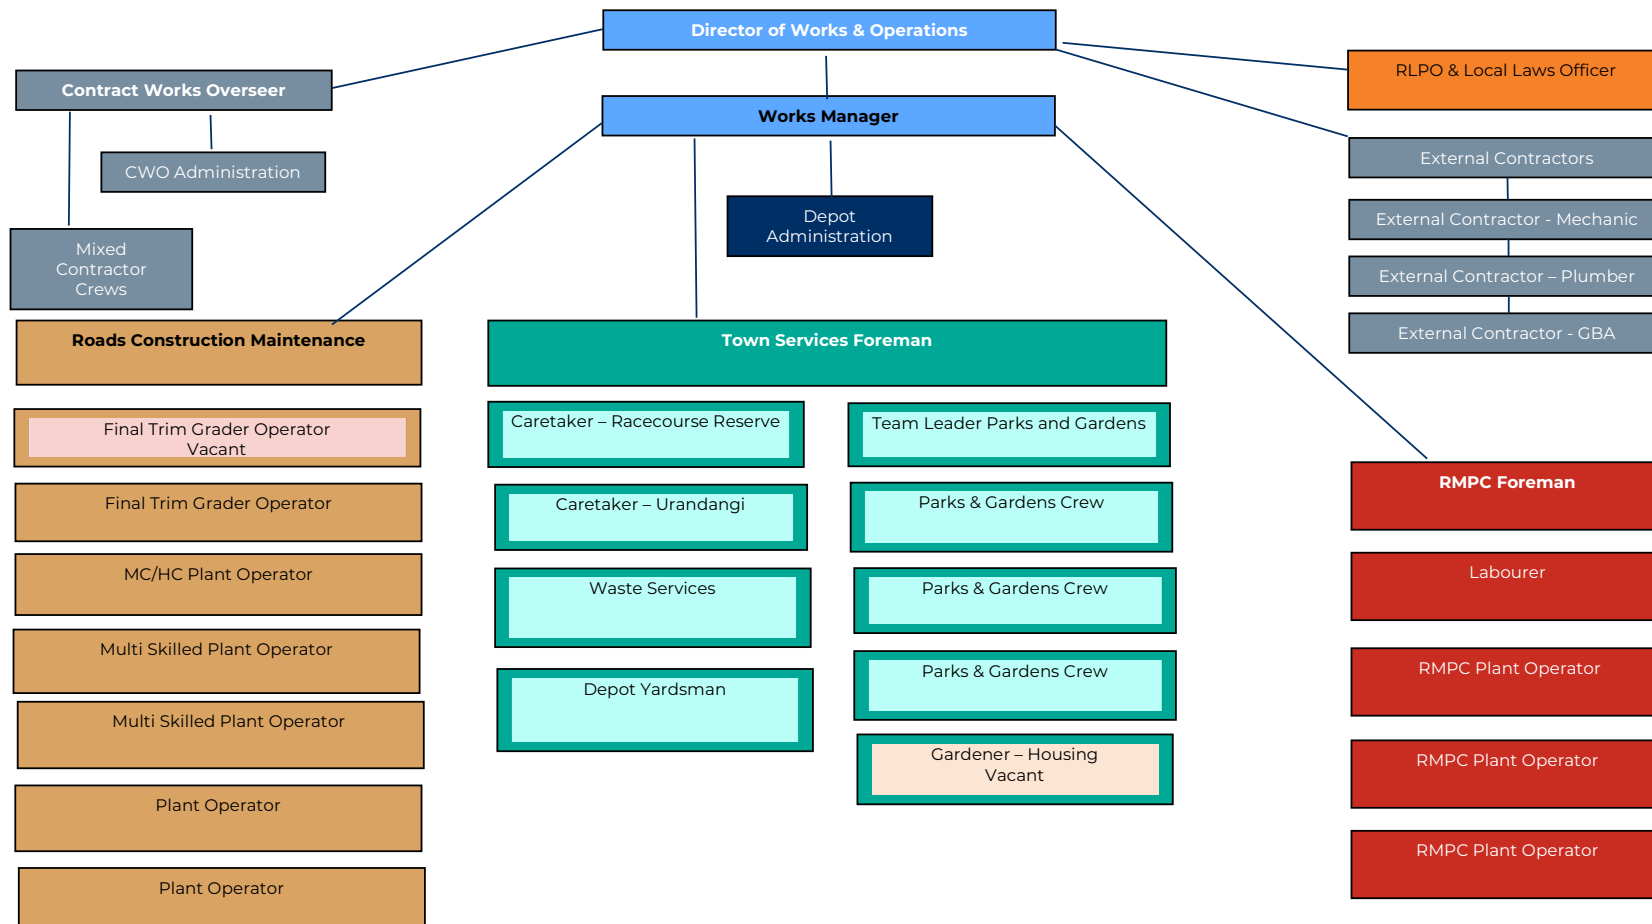 Director of Works & Operations
Contract Works Overseer
RLPO & Local Laws Officer
Works Manager
CWO Administration
External Contractors
Depot
Administration
External Contractor - Mechanic
Mixed
Contractor
Crews
External Contractor – Plumber
External Contractor - GBA
Roads Construction Maintenance
Final Trim Grader Operator
Vacant
Final Trim Grader Operator
MC/HC Plant Operator
Multi Skilled Plant Operator
Multi Skilled Plant Operator
Plant Operator
Plant Operator
Town Services Foreman
Caretaker – Racecourse Reserve
Caretaker – Urandangi
Waste Services
Depot Yardsman
Team Leader Parks and Gardens
Parks & Gardens Crew
Parks & Gardens Crew
Parks & Gardens Crew
Gardener – Housing
Vacant
RMPC Foreman
Labourer
RMPC Plant Operator
RMPC Plant Operator
RMPC Plant Operator